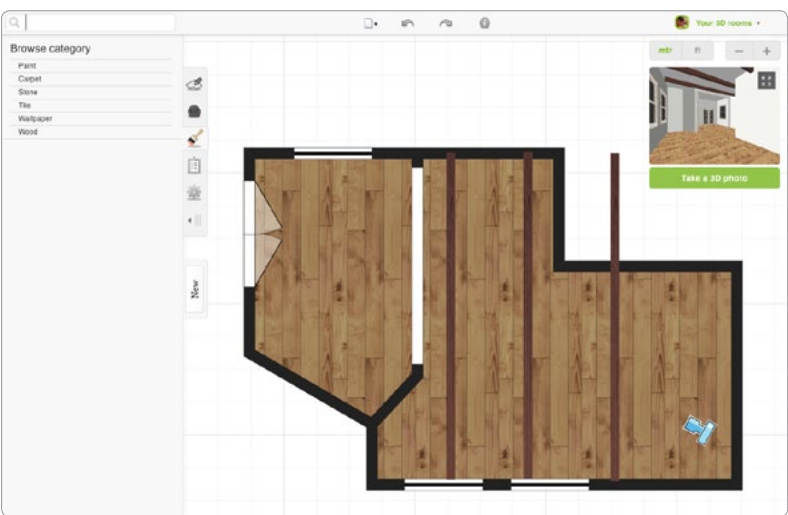 Your 3D rooms
Browse category
mtr ft
Paint
Carpet
Stone
Tile
Wallpaper
Wood
Take a 3D photo
New